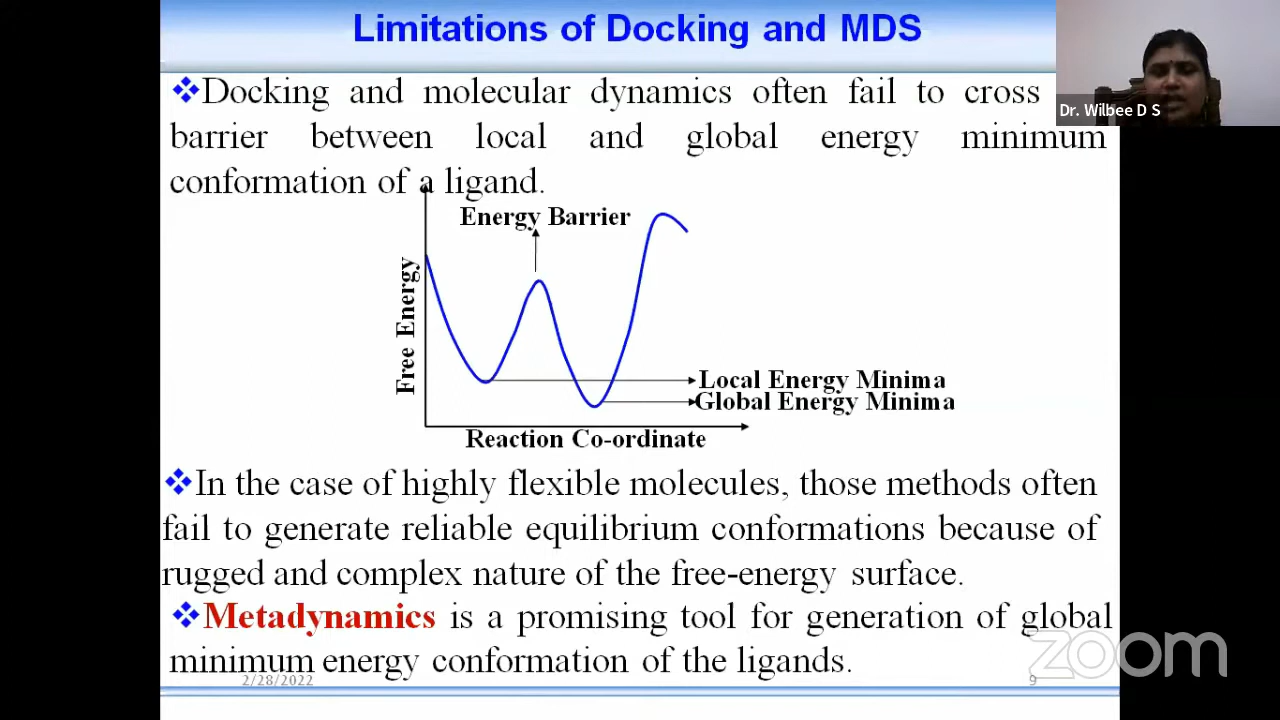 Limitations of Docking and MDS
❖Docking and molecular dynamics often fail to cross
barrier between local and global energy minimum
conformation of a ligand.
Energy Barrier
Free Energy
Local Energy Minima
Global Energy Minima
Reaction Co-ordinate
❖In the case of highly flexible molecules, those methods often
fail to generate reliable equilibrium conformations because of
rugged and complex nature of the free-energy surface.
❖Metadynamics is a promising tool for generation of global
minimum energy conformation of the ligands.
2/28/2022
9
Dr. Wilbee D S
zoom